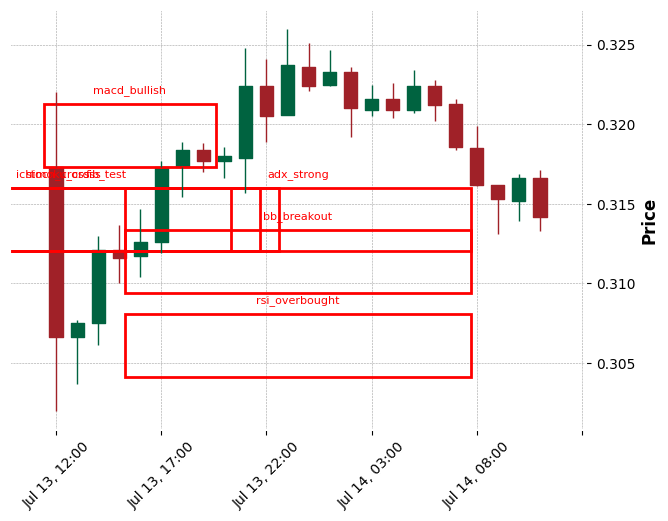 macd_bullish
adx_strong
bb_breakout
rsi_overbought
0.325
0.320
0.315
0.310
0.305
Price
Jul 13, 12:00
Jul 13, 17:00
Jul 13, 22:00
Jul 14, 03:00
Jul 14, 08:00